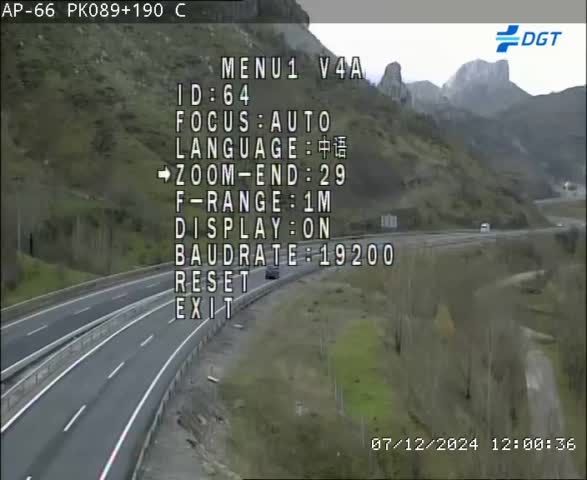 AP-66 PK089+190 C
DGT
MENU1 V4A
ID:64
FOCUS:AUTO
LANGUAGE:中语
ZOOM-END:29
F-RANGE:1M
DISPLAY:ON
BAUDRATE:19200
RESET
EXIT
07/12/2024 12:00:36